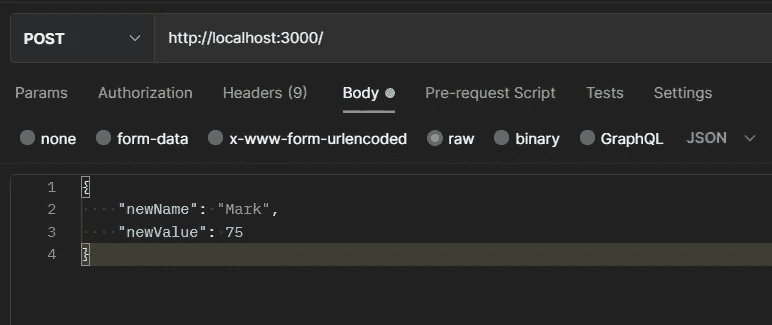 POST http://localhost:3000/
Params Authorization Headers (9) Body Pre-request Script Tests Settings
none form-data x-www-form-urlencoded raw binary GraphQL JSON
1 {
2 "newName": "Mark",
3 "newValue": 75
4 }